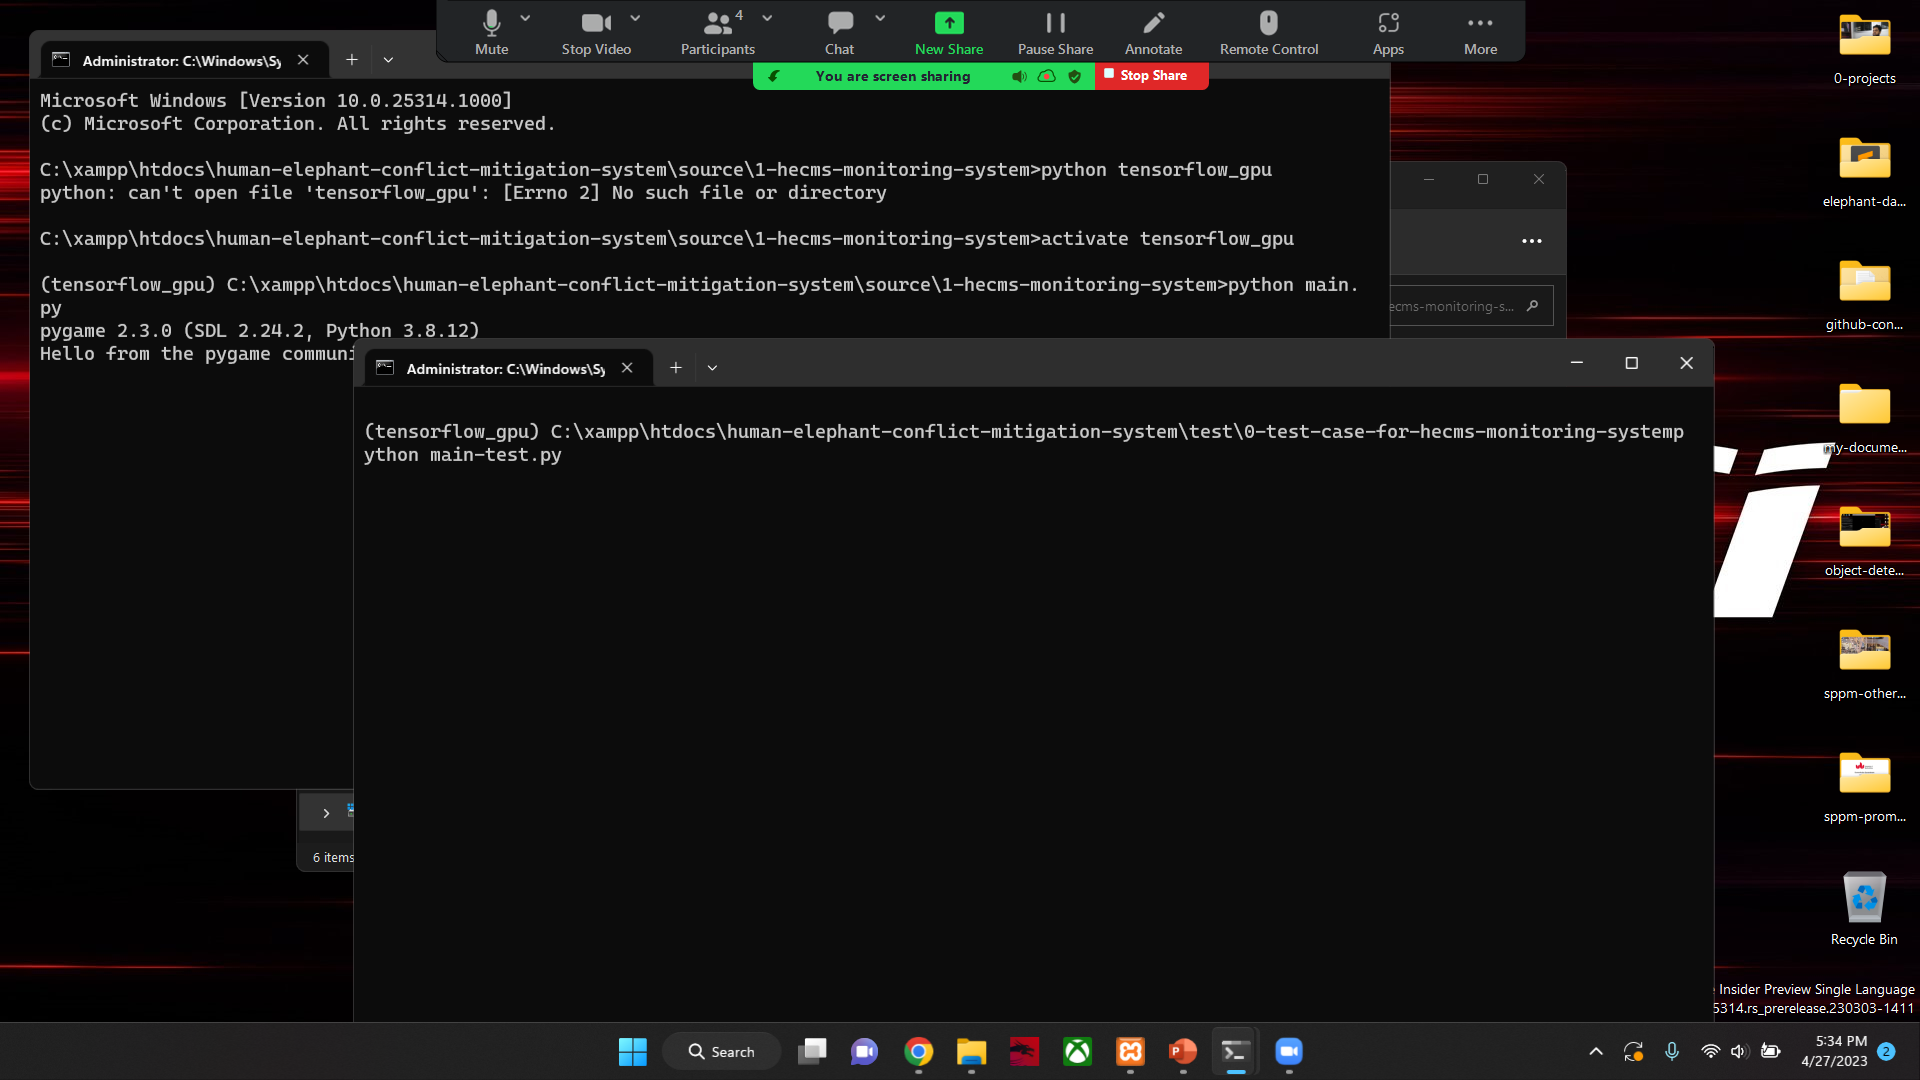 Mute
Stop Video
Participants
4
Chat
New Share
Pause Share
Annotate
Remote Control
Apps
More
You are screen sharing
Stop Share
Administrator: C:\Windows\Sy
Microsoft Windows [Version 10.0.25314.1000]
(c) Microsoft Corporation. All rights reserved.
C:\xampp\htdocs\human-elephant-conflict-mitigation-system\source\1-hecms-monitoring-system>python tensorflow_gpu
python: can't open file 'tensorflow_gpu': [Errno 2] No such file or directory
C:\xampp\htdocs\human-elephant-conflict-mitigation-system\source\1-hecms-monitoring-system>activate tensorflow_gpu
(tensorflow_gpu) C:\xampp\htdocs\human-elephant-conflict-mitigation-system\source\1-hecms-monitoring-system>python main.
py
pygame 2.3.0 (SDL 2.24.2, Python 3.8.12)
Hello from the pygame communi
ecms-monitoring-s...
Administrator: C:\Windows\Sy
(tensorflow_gpu) C:\xampp\htdocs\human-elephant-conflict-mitigation-system\test\0-test-case-for-hecms-monitoring-systemp
ython main-test.py
6 items
0-projects
elephant-da...
github-con...
my-docume...
object-dete...
sppm-other...
sppm-prom...
Recycle Bin
Insider Preview Single Language
5314.rs_prerelease.230303-1411
Search
5:34 PM
4/27/2023
2